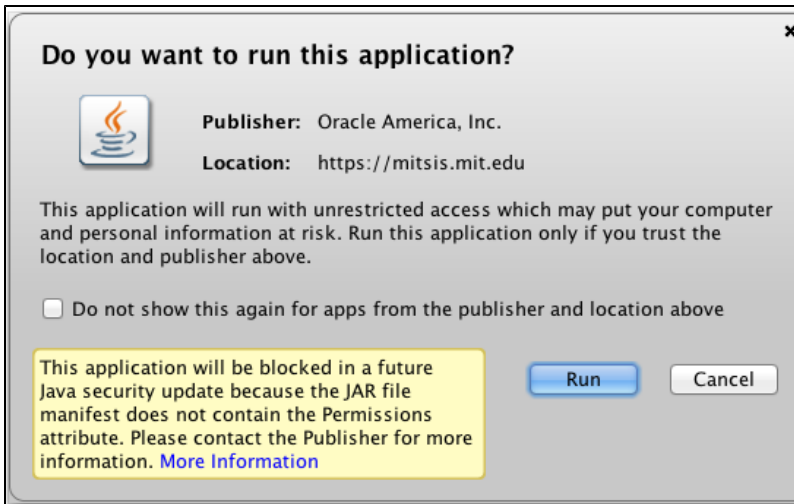 Do you want to run this application?
Publisher: Oracle America, Inc.
Location: https://mitsis.mit.edu
This application will run with unrestricted access which may put your computer
and personal information at risk. Run this application only if you trust the
location and publisher above.
Do not show this again for apps from the publisher and location above
This application will be blocked in a future
Java security update because the JAR file
manifest does not contain the Permissions
attribute. Please contact the Publisher for more
information. More Information
Run
Cancel